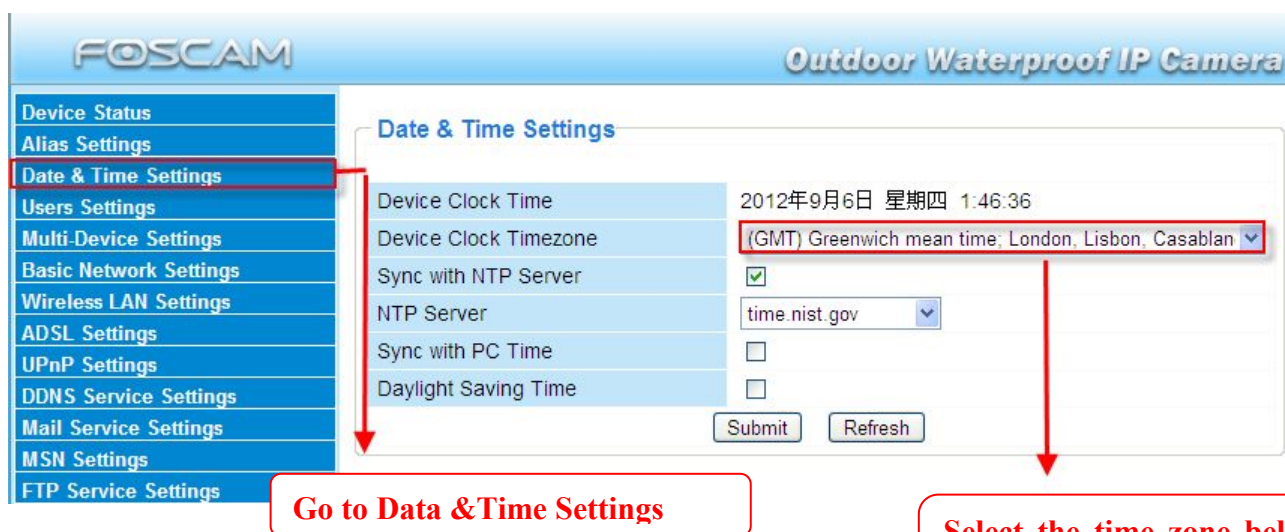 FOSCAM
Outdoor Waterproof IP Camera
Device Status
Alias Settings
Date & Time Settings
Users Settings
Multi-Device Settings
Basic Network Settings
Wireless LAN Settings
ADSL Settings
UPnP Settings
DDNS Service Settings
Mail Service Settings
MSN Settings
FTP Service Settings
Date & Time Settings
Device Clock Time 2012年9月6日 星期四 1:46:36
Device Clock Timezone (GMT) Greenwich mean time; London, Lisbon, Casablan
Sync with NTP Server
NTP Server time.nist.gov
Sync with PC Time
Daylight Saving Time
Submit Refresh
Go to Data &Time Settings
Select the time zone